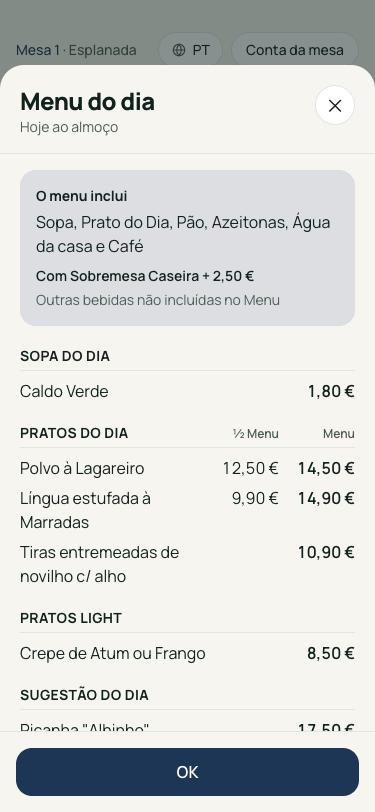 Mesa 1 · Esplanada
PT
Conta da mesa
Menu do dia
Hoje ao almoço
O menu inclui
Sopa, Prato do Dia, Pão, Azeitonas, Água
da casa e Café
Com Sobremesa Caseira + 2,50 €
Outras bebidas não incluídas no Menu
SOPA DO DIA
Caldo Verde 1,80 €
PRATOS DO DIA ½ Menu Menu
Polvo à Lagareiro 12,50 € 14,50 €
Língua estufada à 9,90 € 14,90 €
Marradas
Tiras entremeadas de 10,90 €
novilho c/ alho
PRATOS LIGHT
Crepe de Atum ou Frango 8,50 €
SUGESTÃO DO DIA
Picanha "Alhinho" 17,50 €
OK